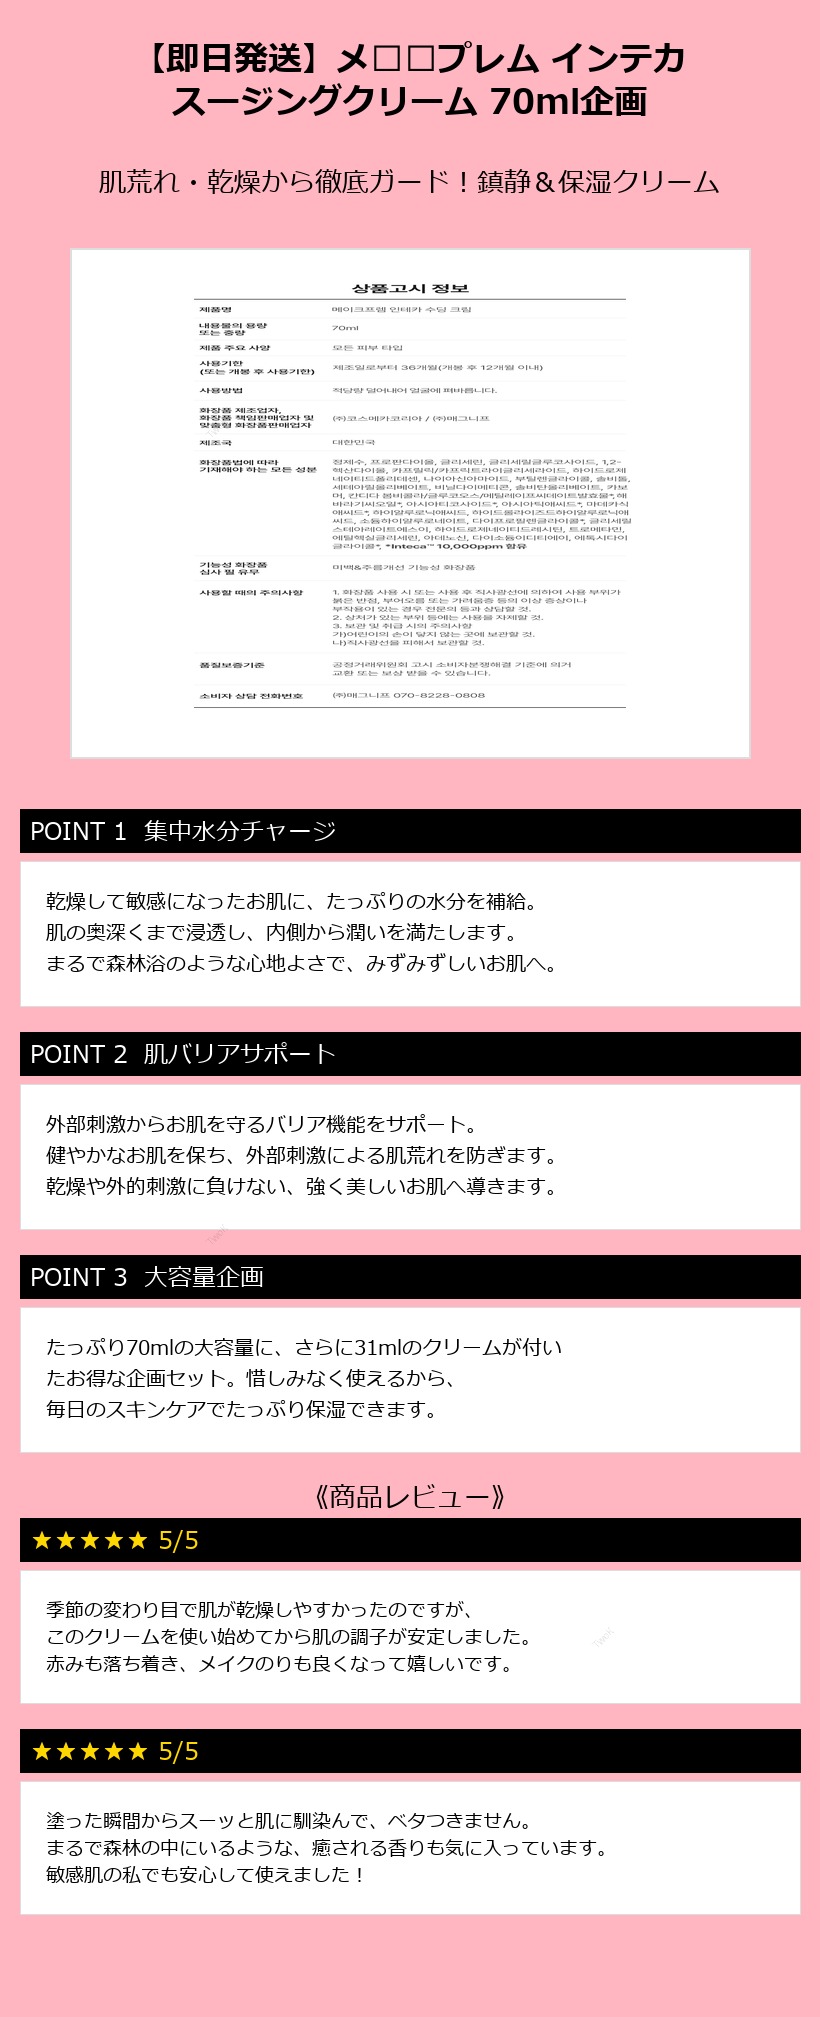 【即日発送】メ□□プレム インテカ
スージングクリーム 70ml企画
肌荒れ・乾燥から徹底ガード！鎮静＆保湿クリーム
상품고시 정보
제품명 메이크프렘 인테카 수딩 크림
내용물의 용량
또는 중량
70ml
제품 주요 사양 모든 피부 타입
사용기한
(또는 개봉 후 사용기한)
제조일로부터 36개월(개봉 후 12개월 이내)
사용방법 적당량 덜어내어 얼굴에 펴바릅니다.
화장품 제조업자,
화장품 책임판매업자 및
맞춤형 화장품판매업자
(주)코스메카코리아 / (주)매그니프
제조국 대한민국
화장품법에 따라
기재해야 하는 모든 성분
정제수, 프로판다이올, 글리세린, 글리세릴글루코사이드, 1,2-
헥산다이올, 카프릴릭/카프릭트라이글리세라이드, 하이드로제
네이티드폴리데센, 나이아신아마이드, 부틸렌글라이콜, 솔비톨,
세테아릴올리베이트, 비닐다이메티콘, 솔비탄올리베이트, 카보
머, 칸디다 봄비콜라/글루코오스/메틸레이프씨데이트발효물*, 해
바라기씨오일*, 아시아티코사이드*, 아시아틱애씨드*, 마데카식
애씨드*, 하이알루로닉애씨드, 하이드롤라이즈드하이알루로닉애
씨드, 소듐하이알루로네이트, 다이프로필렌글라이콜*, 글리세릴
스테아레이트에스이, 하이드로제네이티드레시틴, 트로메타민,
에틸헥실글리세린, 아데노신, 다이소듐이디티에이, 에톡시다이
글라이콜*, *Inteca™ 10,000ppm 함유
기능성 화장품
심사 필 유무
미백&주름개선 기능성 화장품
사용할 때의 주의사항
1. 화장품 사용 시 또는 사용 후 직사광선에 의하여 사용 부위가
붉은 반점, 부어오름 또는 가려움증 등의 이상 증상이나
부작용이 있는 경우 전문의 등과 상담할 것.
2. 상처가 있는 부위 등에는 사용을 자제할 것.
3. 보관 및 취급 시의 주의사항
가)어린이의 손이 닿지 않는 곳에 보관할 것.
나)직사광선을 피해서 보관할 것.
품질보증기준
공정거래위원회 고시 소비자분쟁해결 기준에 의거
교환 또는 보상 받을 수 있습니다.
소비자 상담 전화번호 (주)매그니프 070-8228-0808
POINT 1 集中水分チャージ
乾燥して敏感になったお肌に、たっぷりの水分を補給。
肌の奥深くまで浸透し、内側から潤いを満たします。
まるで森林浴のような心地よさで、みずみずしいお肌へ。
POINT 2 肌バリアサポート
外部刺激からお肌を守るバリア機能をサポート。
健やかなお肌を保ち、外部刺激による肌荒れを防ぎます。
乾燥や外的刺激に負けない、強く美しいお肌へ導きます。
POINT 3 大容量企画
たっぷり70mlの大容量に、さらに31mlのクリームが付い
たお得な企画セット。惜しみなく使えるから、
毎日のスキンケアでたっぷり保湿できます。
《商品レビュー》
★★★★★ 5/5
季節の変わり目で肌が乾燥しやすかったのですが、
このクリームを使い始めてから肌の調子が安定しました。
赤みも落ち着き、メイクのりも良くなって嬉しいです。
★★★★★ 5/5
塗った瞬間からスーッと肌に馴染んで、ベタつきません。
まるで森林の中にいるような、癒される香りも気に入っています。
敏感肌の私でも安心して使えました！